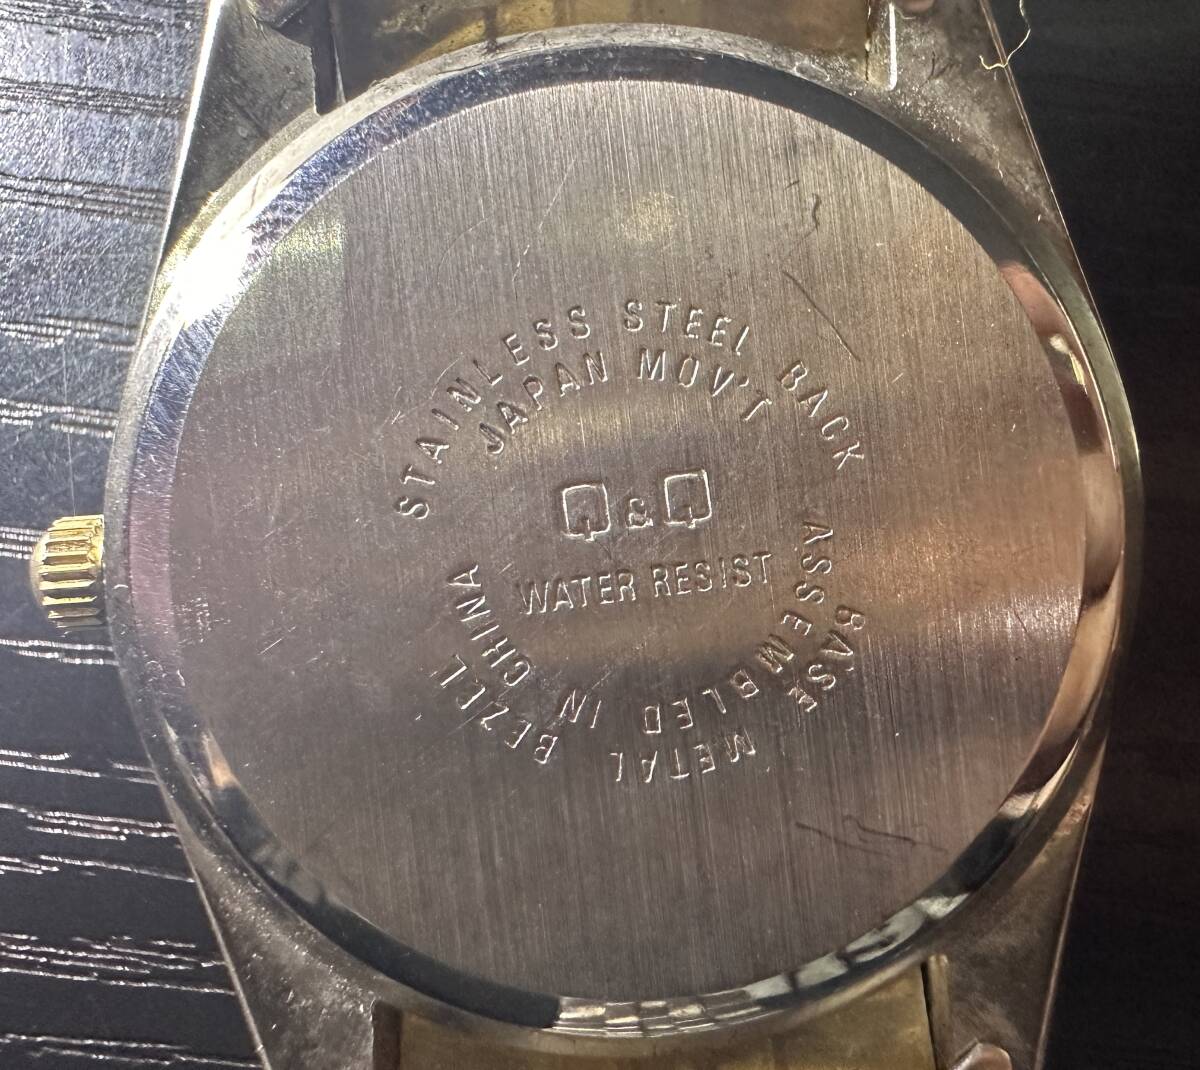 STAINLESS STEEL BACK
JAPAN MOV'T
Q&Q
WATER RESIST
ASSEMBLED IN CHINA
BASE METAL BEZEL